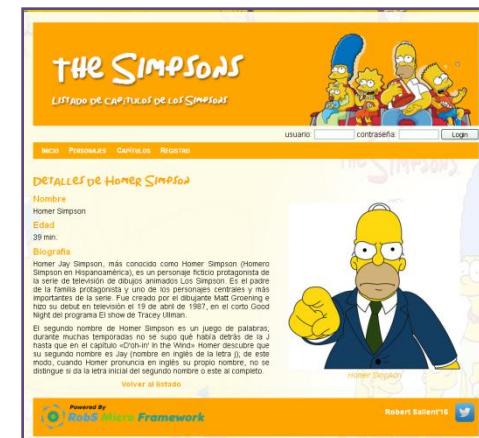 The Simpsons
Listado de capítulos de los Simpsons
usuario: contraseña: Login
Inicio Personajes Capítulos Registro
Detalles de Homer Simpson
Nombre
Homer Simpson
Edad
39 min.
Biografia
Homer Jay Simpson, más conocido como Homer Simpson (Homero
Simpson en Hispanoamérica), es un personaje ficticio protagonista de
la serie de televisión de dibujos animados Los Simpson. Es el padre
de la familia protagonista y uno de los personajes centrales y más
importantes de la serie. Fue creado por el dibujante Matt Groening e
hizo su debut en televisión el 19 de abril de 1987, en el corto Good
Night del programa El show de Tracey Ullman.
El segundo nombre de Homer Simpson es un juego de palabras;
durante muchas temporadas no se supo qué había detrás de la J
hasta que en el capítulo «D'oh-in' in the Wind» Homer descubre que
su segundo nombre es Jay (nombre en inglés de la letra j); de este
modo, cuando Homer pronuncia en inglés su propio nombre, no se
distingue si da la letra inicial del segundo nombre o este al completo.
Volver al listado
Homer Simpson
Powered By
RobS Micro Framework
Robert Sallent'16